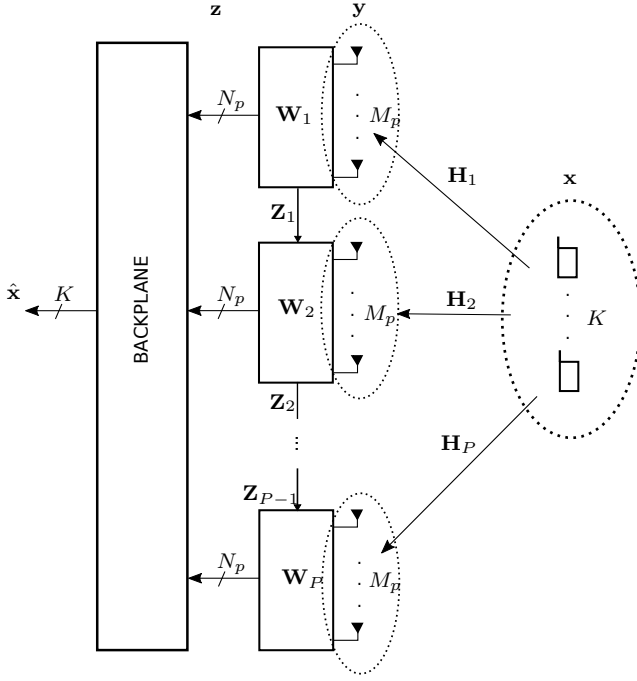 z
y
N_p
W_1
M_p
H_1
x
Z_1
x̂
K
BACKPLANE
N_p
W_2
M_p
H_2
K
Z_2
H_P
Z_{P-1}
N_p
W_P
M_p